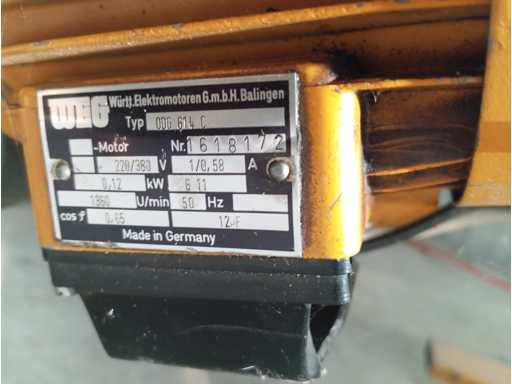 WEG Württ.Elektromotoren G.m.b.H. Balingen
Typ 614 C
-Motor Nr. 1618172
220/380 V 1/0,58 A
0,12 kW
1360 U/min 50 Hz
cos φ 0,65
Made in Germany